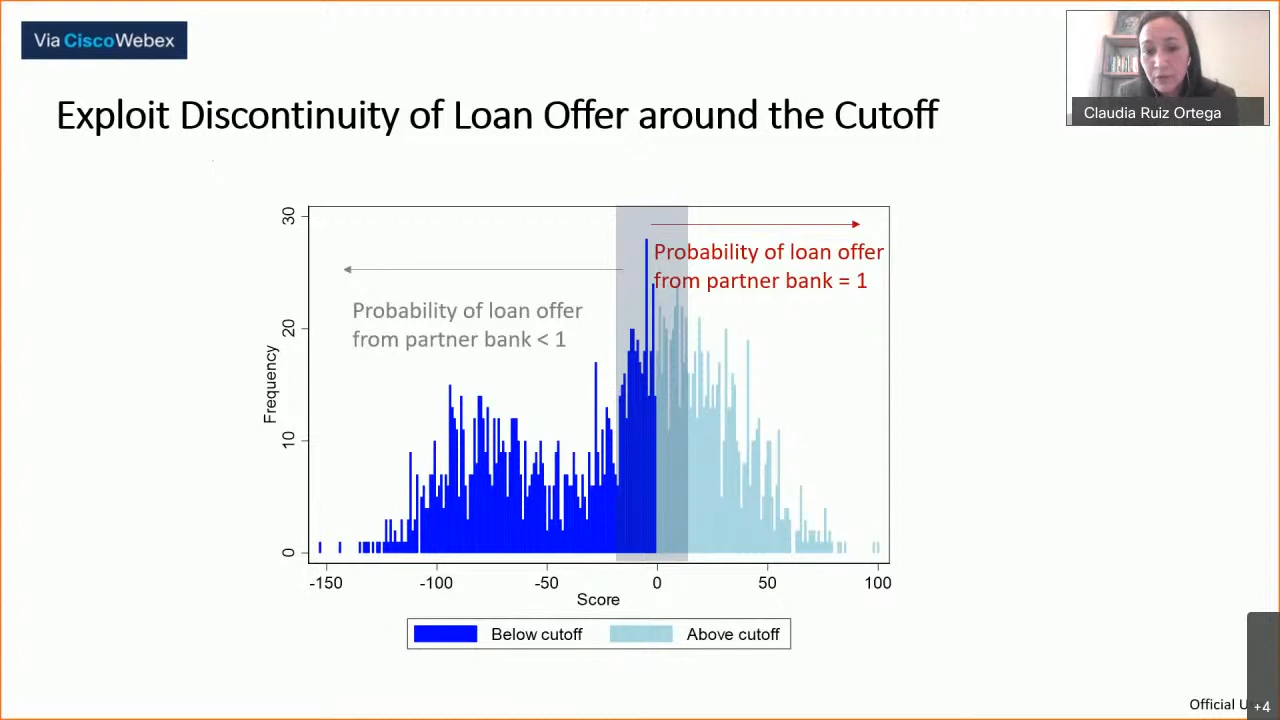 Via CiscoWebex
Claudia Ruiz Ortega
Exploit Discontinuity of Loan Offer around the Cutoff
30
20
10
0
Frequency
Probability of loan offer
from partner bank = 1
Probability of loan offer
from partner bank < 1
-150 -100 -50 0 50 100
Score
Below cutoff Above cutoff
Official
+4